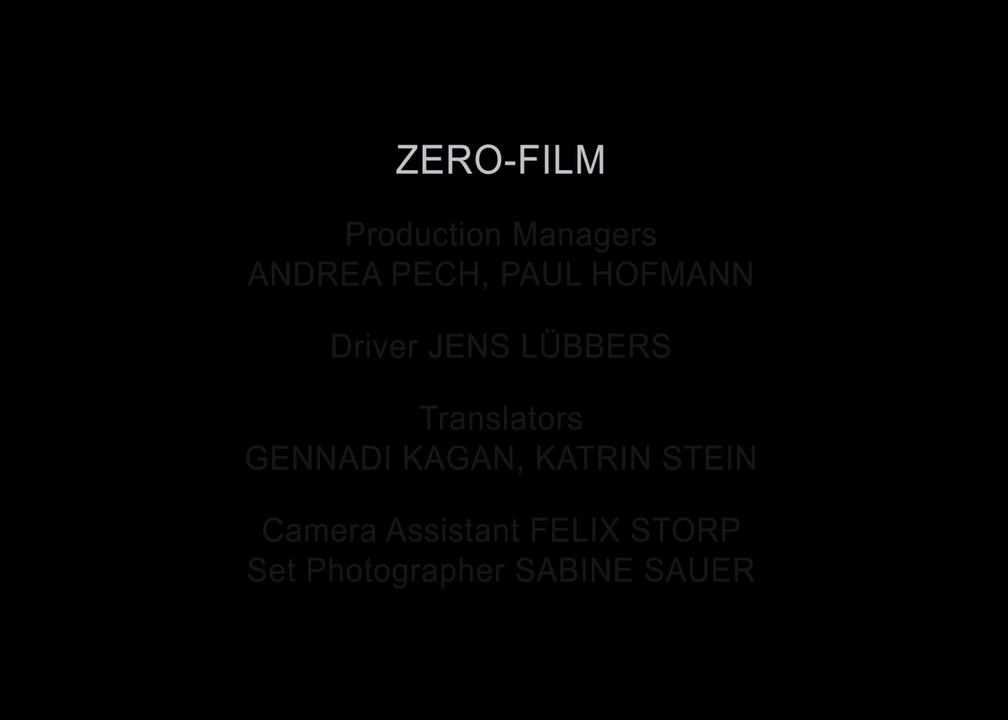 ZERO-FILM
Production Managers
ANDREA PECH, PAUL HOFMANN
Driver JENS LÜBBERS
Translators
GENNADI KAGAN, KATRIN STEIN
Camera Assistant FELIX STORP
Set Photographer SABINE SAUER